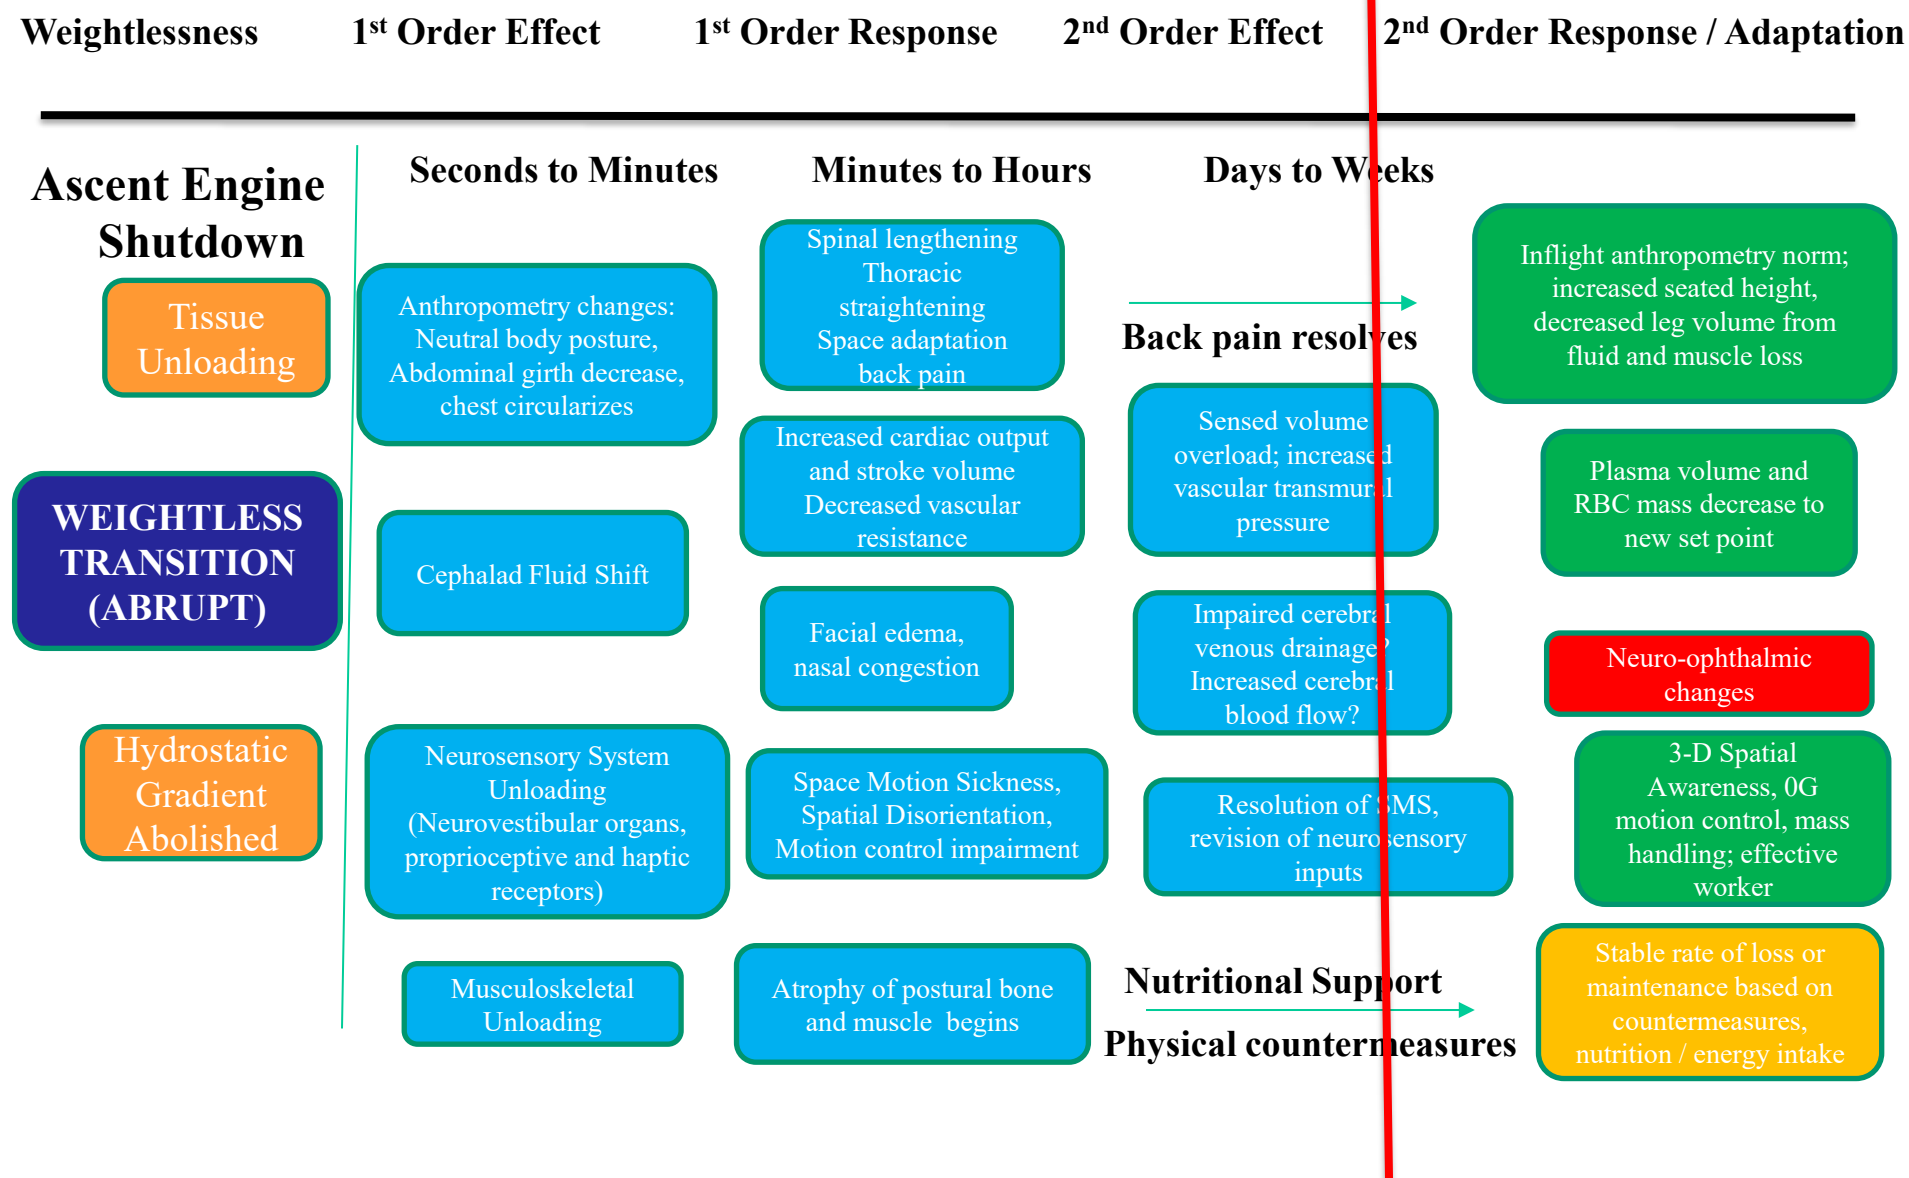 Weightlessness
1st Order Effect
1st Order Response
2nd Order Effect
2nd Order Response / Adaptation
Ascent Engine
Shutdown
Seconds to Minutes
Minutes to Hours
Days to Weeks
Tissue
Unloading
WEIGHTLESS
TRANSITION
(ABRUPT)
Hydrostatic
Gradient
Abolished
Anthropometry changes:
Neutral body posture,
Abdominal girth decrease,
chest circularizes
Cephalad Fluid Shift
Neurosensory System
Unloading
(Neurovestibular organs,
proprioceptive and haptic
receptors)
Musculoskeletal
Unloading
Spinal lengthening
Thoracic
straightening
Space adaptation
back pain
Increased cardiac output
and stroke volume
Decreased vascular
resistance
Facial edema,
nasal congestion
Space Motion Sickness,
Spatial Disorientation,
Motion control impairment
Atrophy of postural bone
and muscle  begins
Back pain resolves
Sensed volume
overload; increased
vascular transmural
pressure
Impaired cerebral
venous drainage?
Increased cerebral
blood flow?
Resolution of SMS,
revision of neurosensory
inputs
Nutritional Support
Physical countermeasures
Inflight anthropometry norm;
increased seated height,
decreased leg volume from
fluid and muscle loss
Plasma volume and
RBC mass decrease to
new set point
Neuro-ophthalmic
changes
3-D Spatial
Awareness, 0G
motion control, mass
handling; effective
worker
Stable rate of loss or
maintenance based on
countermeasures,
nutrition / energy intake